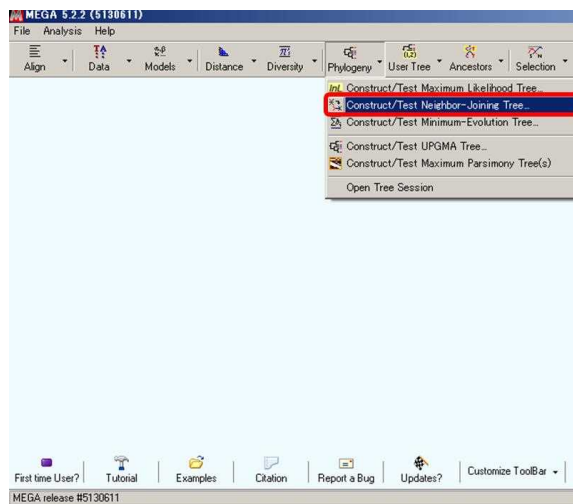 MEGA 5.2.2 (5130611)
File Analysis Help
Align Data Models Distance Diversity Phylogeny User Tree Ancestors Selection
Construct/Test Maximum Likelihood Tree...
Construct/Test Neighbor-Joining Tree...
Construct/Test Minimum-Evolution Tree...
Construct/Test UPGMA Tree...
Construct/Test Maximum Parsimony Tree(s)
Open Tree Session
First time User? Tutorial Examples Citation Report a Bug Updates? Customize ToolBar
MEGA release #5130611